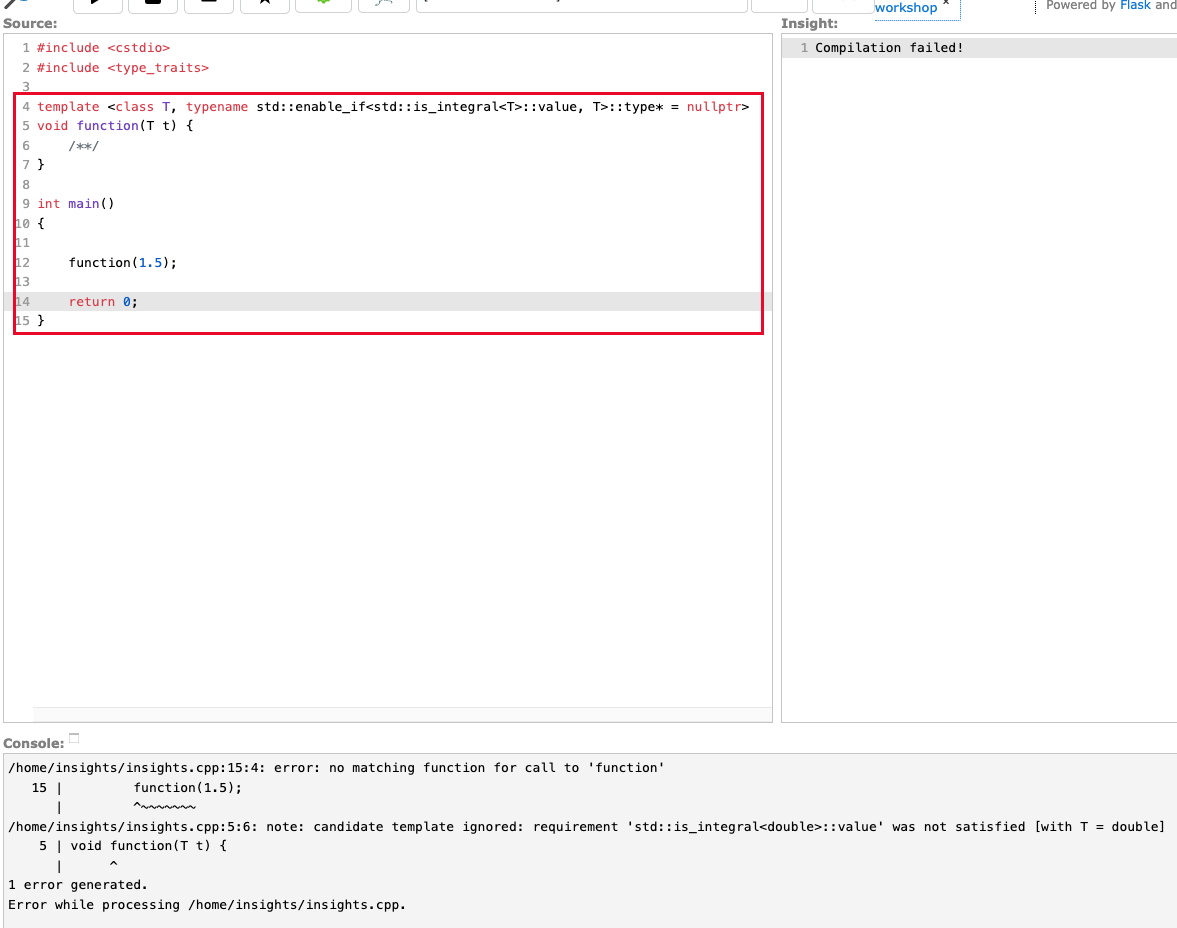 workshop ×
Powered by Flask and
Source:
Insight:
1 #include <cstdio>
2 #include <type_traits>
3
4 template <class T, typename std::enable_if<std::is_integral<T>::value, T>::type* = nullptr>
5 void function(T t) {
6     /**/
7 }
8
9 int main()
10 {
11
12     function(1.5);
13
14     return 0;
15 }
1 Compilation failed!
Console:
/home/insights/insights.cpp:15:4: error: no matching function for call to 'function'
   15 |         function(1.5);
      |         ^~~~~~~~
/home/insights/insights.cpp:5:6: note: candidate template ignored: requirement 'std::is_integral<double>::value' was not satisfied [with T = double]
    5 | void function(T t) {
      |      ^
1 error generated.
Error while processing /home/insights/insights.cpp.